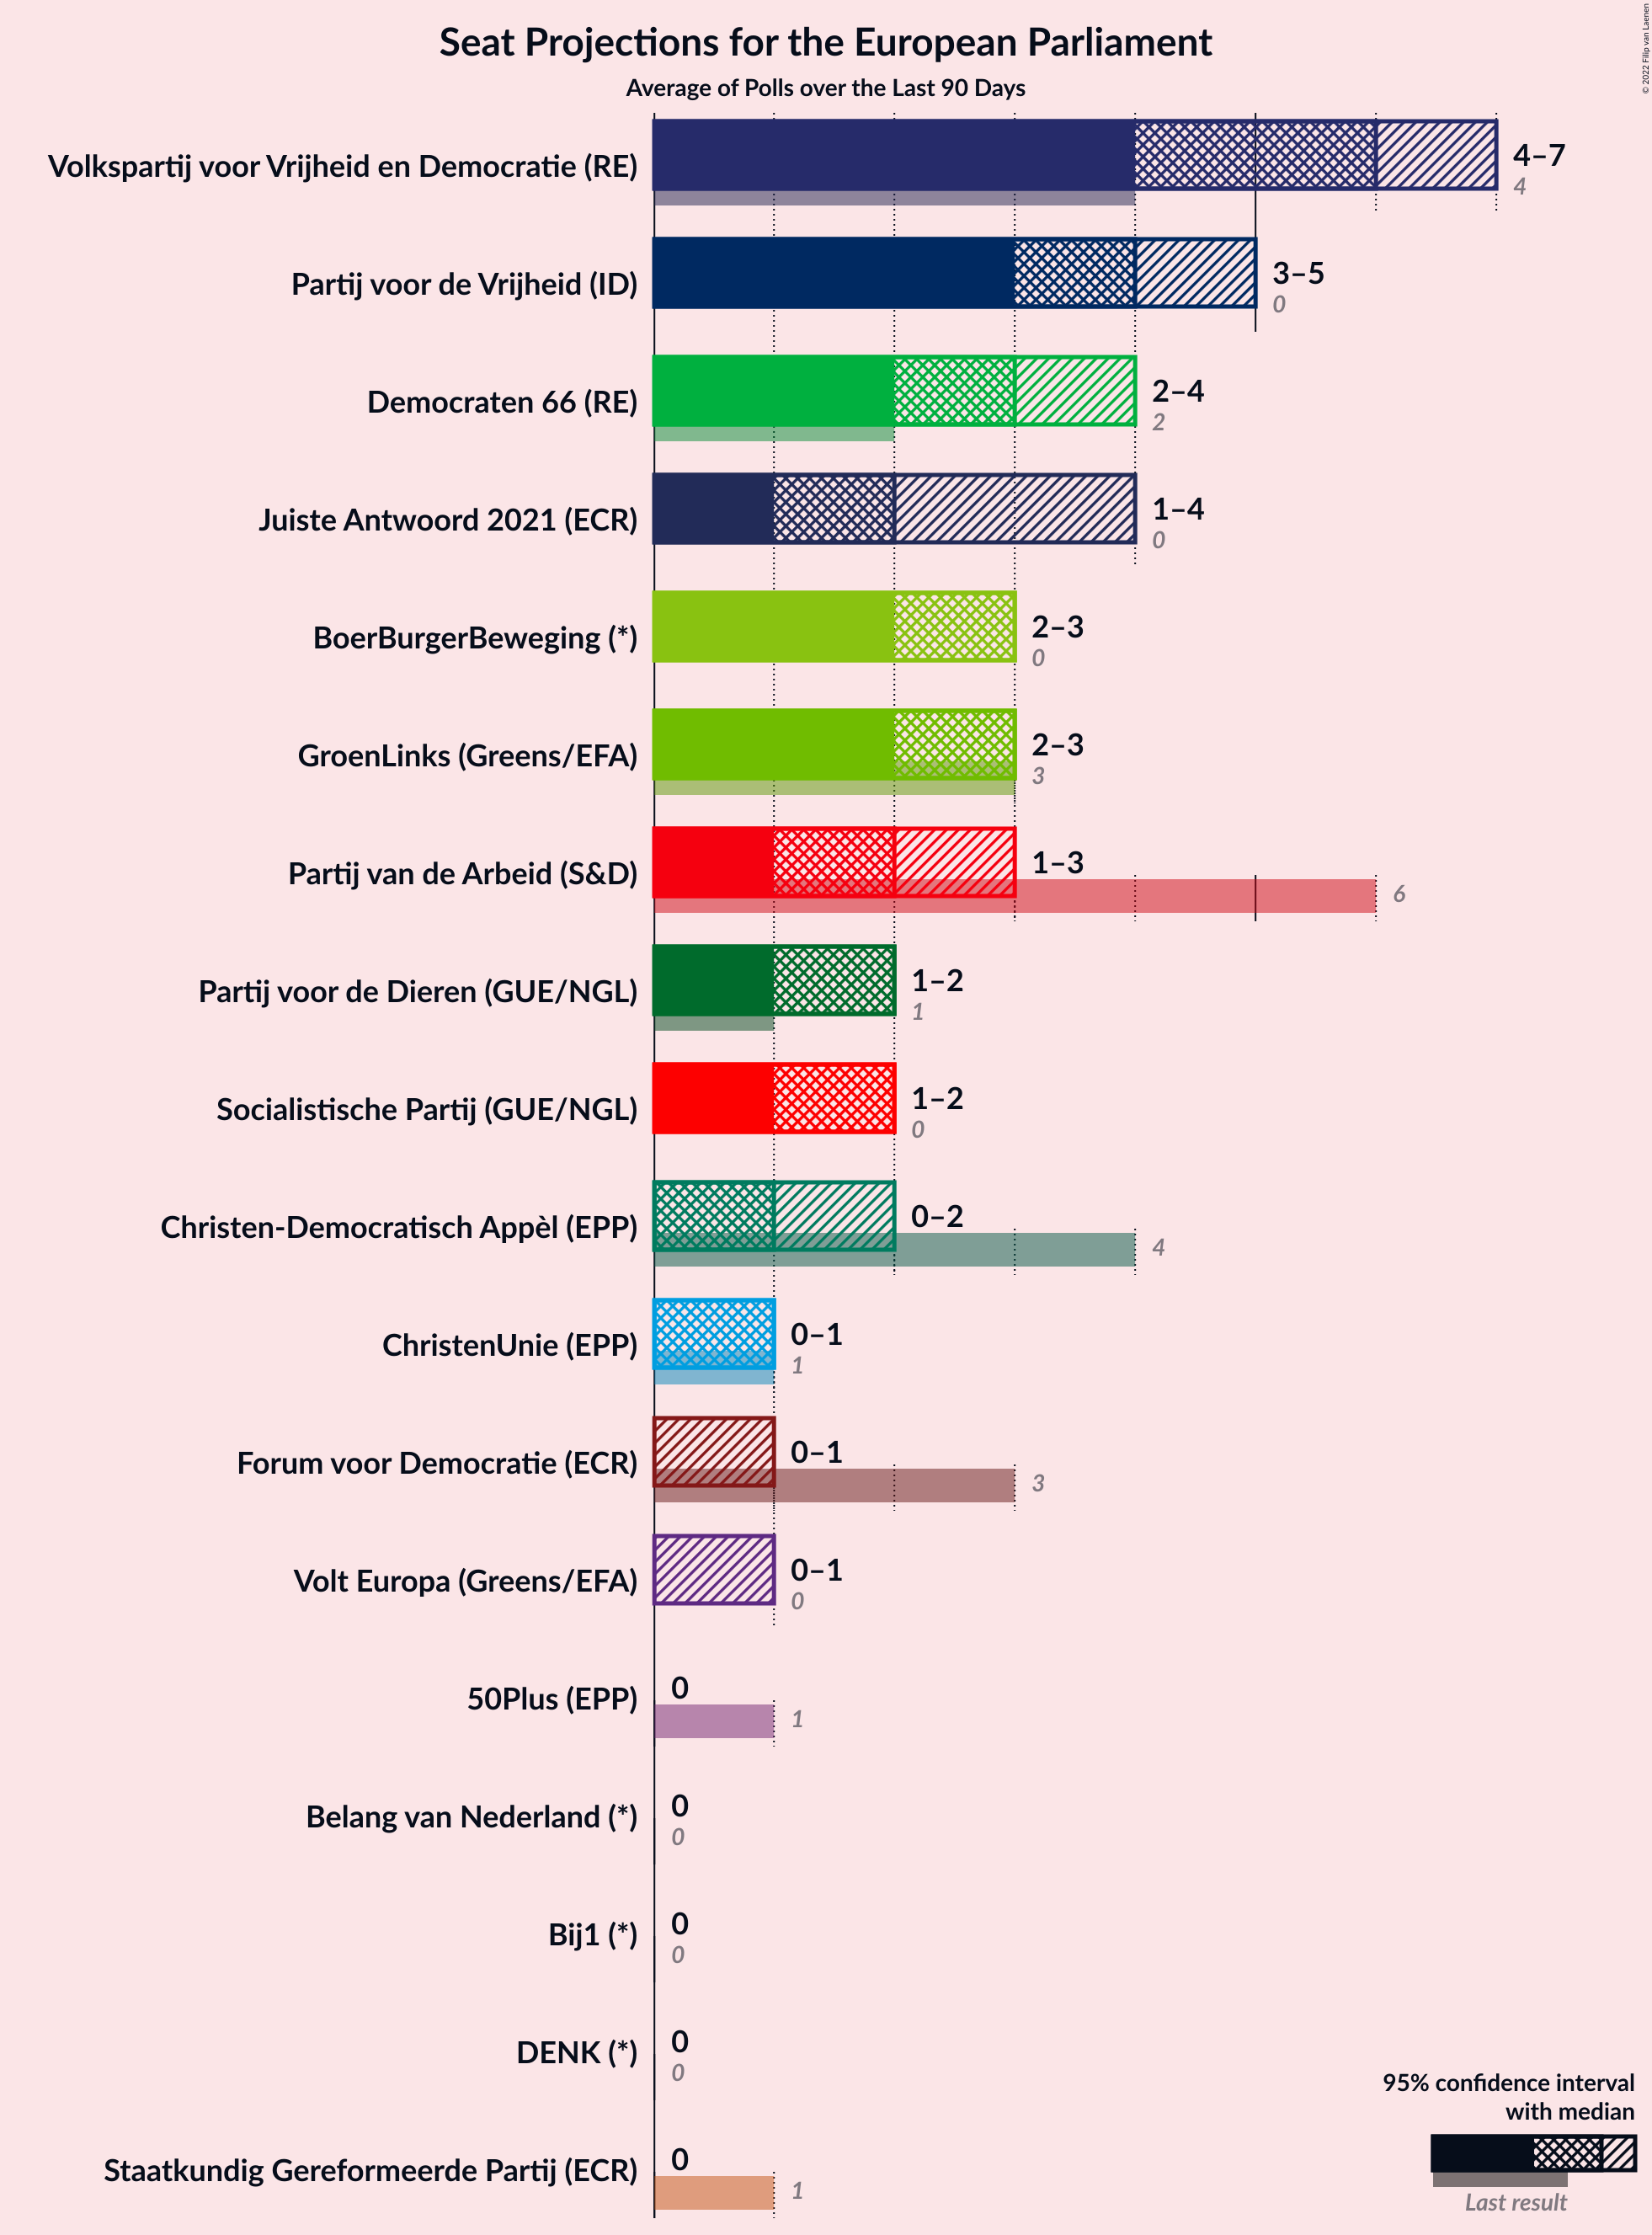 Seat Projections for the European Parliament
Average of Polls over the Last 90 Days
© 2022 Filip van Laenen
Volkspartij voor Vrijheid en Democratie (RE)
4–7
4
Partij voor de Vrijheid (ID)
3–5
0
Democraten 66 (RE)
2–4
2
Juiste Antwoord 2021 (ECR)
1–4
0
BoerBurgerBeweging (*)
2–3
0
GroenLinks (Greens/EFA)
2–3
3
Partij van de Arbeid (S&D)
1–3
6
Partij voor de Dieren (GUE/NGL)
1–2
1
Socialistische Partij (GUE/NGL)
1–2
0
Christen-Democratisch Appèl (EPP)
0–2
4
ChristenUnie (EPP)
0–1
1
Forum voor Democratie (ECR)
0–1
3
Volt Europa (Greens/EFA)
0–1
0
50Plus (EPP)
0
1
Belang van Nederland (*)
0
0
Bij1 (*)
0
0
DENK (*)
0
0
Staatkundig Gereformeerde Partij (ECR)
0
1
95% confidence interval
with median
Last result